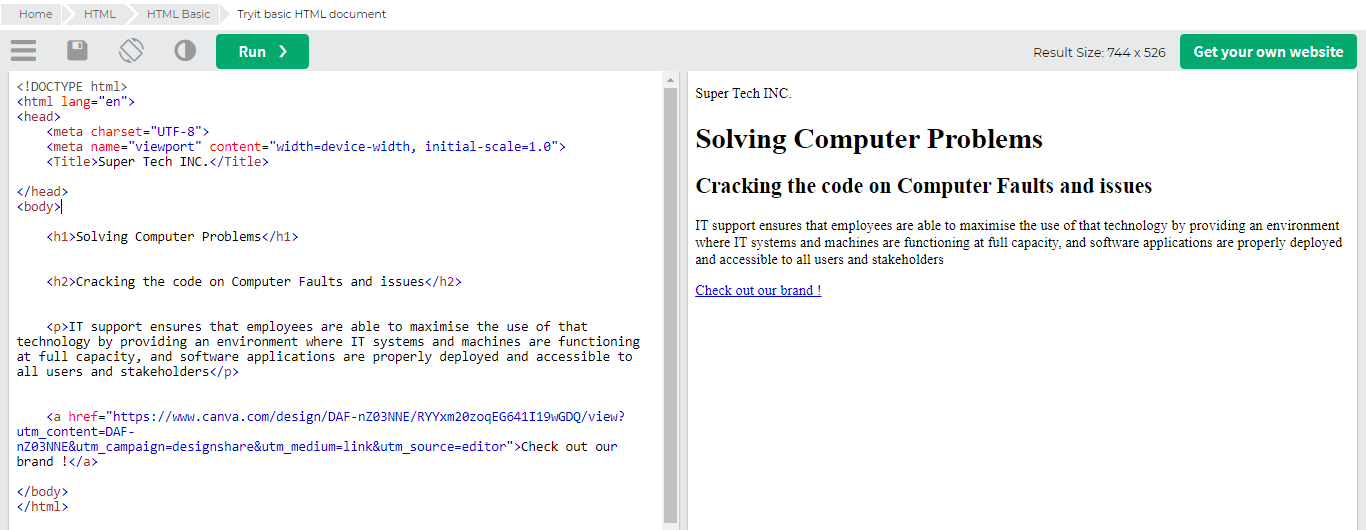 Home HTML HTML Basic Tryit basic HTML document
Run ❯ Result Size: 744 x 526 Get your own website
<!DOCTYPE html>
<html lang="en">
<head>
    <meta charset="UTF-8">
    <meta name="viewport" content="width=device-width, initial-scale=1.0">
    <Title>Super Tech INC.</Title>
</head>
<body>
    <h1>Solving Computer Problems</h1>
    <h2>Cracking the code on Computer Faults and issues</h2>
    <p>IT support ensures that employees are able to maximise the use of that
technology by providing an environment where IT systems and machines are functioning
at full capacity, and software applications are properly deployed and accessible to
all users and stakeholders</p>
    <a href="https://www.canva.com/design/DAF-nZ03NNE/RYYxm20zoqEG641I19wGDQ/view?
utm_content=DAF-
nZ03NNE&utm_campaign=designshare&utm_medium=link&utm_source=editor">Check out our
brand !</a>
</body>
</html>
Super Tech INC.
Solving Computer Problems
Cracking the code on Computer Faults and issues
IT support ensures that employees are able to maximise the use of that technology by providing an environment
where IT systems and machines are functioning at full capacity, and software applications are properly deployed
and accessible to all users and stakeholders
Check out our brand !